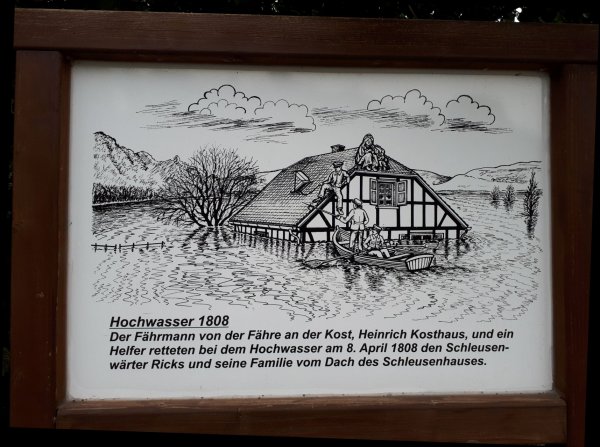 Hochwasser 1808
Der Fährmann von der Fähre an der Kost, Heinrich Kosthaus, und ein
Helfer retteten bei dem Hochwasser am 8. April 1808 den Schleusen-
wärter Ricks und seine Familie vom Dach des Schleusenhauses.